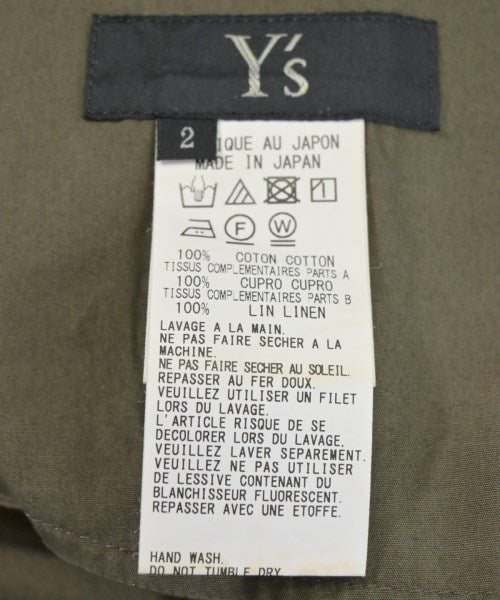 Y's
2
IQUE AU JAPON
MADE IN JAPAN
F W
100% COTON COTTON
TISSUS COMPLEMENTAIRES PARTS A
100% CUPRO CUPRO
TISSUS COMPLEMENTAIRES PARTS B
100% LIN LINEN
LAVAGE A LA MAIN.
NE PAS FAIRE SECHER A LA
MACHINE.
NE PAS FAIRE SECHER AU SOLEIL.
REPASSER AU FER DOUX.
VEUILLEZ UTILISER UN FILET
LORS DU LAVAGE.
L'ARTICLE RISQUE DE SE
DECOLORER LORS DU LAVAGE.
VEUILLEZ LAVER SEPAREMENT.
VEUILLEZ NE PAS UTILISER
DE LESSIVE CONTENANT DU
BLANCHISSEUR FLUORESCENT.
REPASSER AVEC UNE ETOFFE.
HAND WASH.
DO NOT TUMBLE DRY